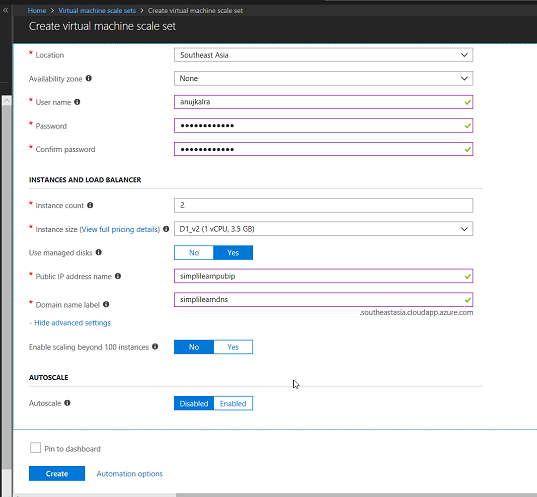 Home > Virtual machine scale sets > Create virtual machine scale set
Create virtual machine scale set
* Location Southeast Asia
Availability zone None
* User name anujkalra
* Password ••••••••••••
* Confirm password ••••••••••••
INSTANCES AND LOAD BALANCER
* Instance count 2
* Instance size (View full pricing details) D1_v2 (1 vCPU, 3.5 GB)
Use managed disks No Yes
* Public IP address name simplilearnpubip
* Domain name label simplilearndns
.southeastasia.cloudapp.azure.com
- Hide advanced settings
Enable scaling beyond 100 instances No Yes
AUTOSCALE
Autoscale Disabled Enabled
Pin to dashboard
Create Automation options